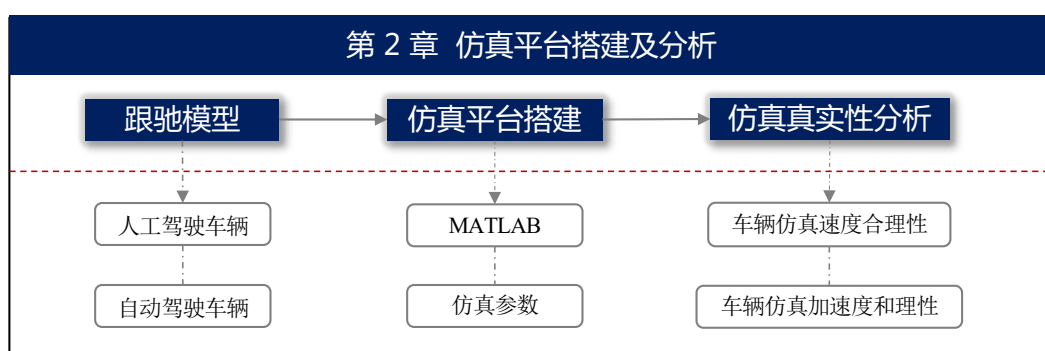 第 2 章 仿真平台搭建及分析
跟驰模型
仿真平台搭建
仿真真实性分析
人工驾驶车辆
MATLAB
车辆仿真速度合理性
自动驾驶车辆
仿真参数
车辆仿真加速度和理性